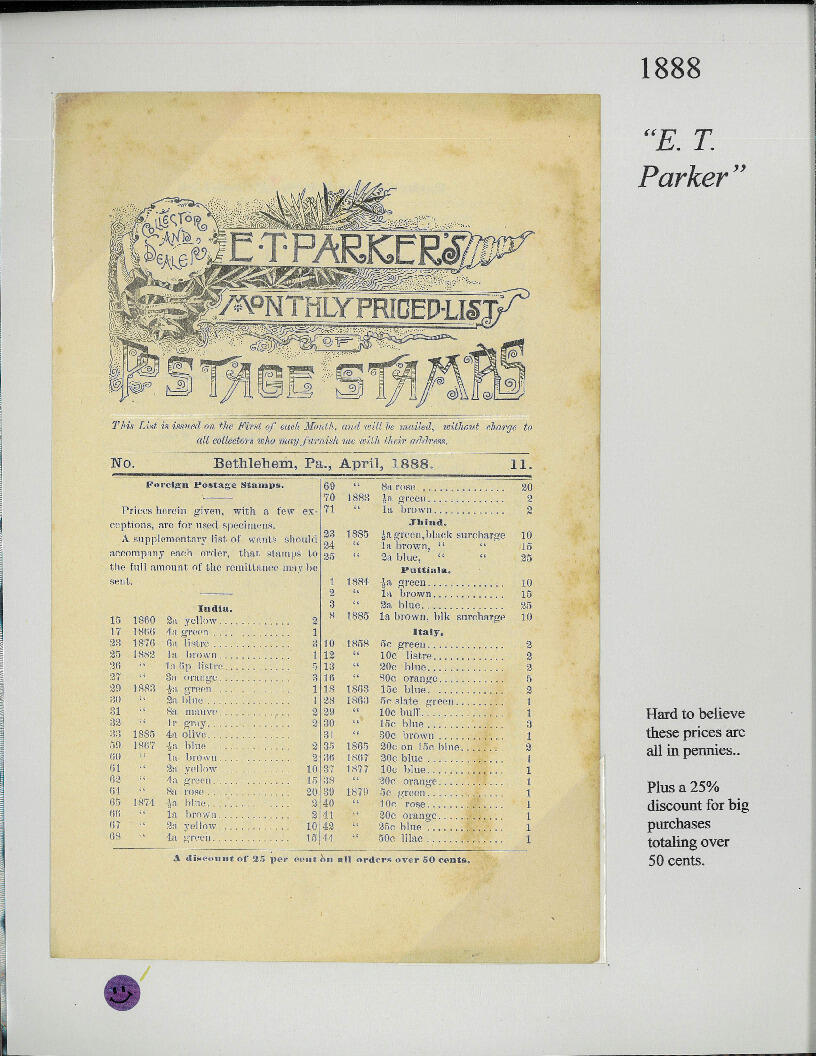 1888
“E. T.
Parker”
COLLECTOR
AND
DEALER
E·T·PARKER'S
MONTHLY PRICED-LIST
OF
POSTAGE STAMPS
This List is issued on the First of each Month, and will be mailed, without charge to
all collectors who may furnish me with their address.
No. Bethlehem, Pa., April, 1888. 11.
Foreign Postage Stamps.
Prices herein given, with a few ex-
ceptions, are for used specimens.
A supplementary list of wants should
accompany each order, that stamps to
the full amount of the remittance may be
sent.
India.
15 1860 2a yellow............ 2
17 1866 4a green............ 1
23 1876 6a listre............ 3
25 1882 1a brown............ 1
26 “ 1a 6p listre............ 5
27 “ 3a orange............ 3
29 1883 ½a green............ 1
30 “ 2a blue............ 1
31 “ 8a mauve............ 2
32 “ 1r gray............ 2
33 1885 4a olive............
59 1867 ½a blue............ 2
60 “ 1a brown............ 2
61 “ 2a yellow............ 10
62 “ 4a green............ 15
64 “ 8a rose............ 20
65 1874 ½a blue............ 2
66 “ 1a brown............ 2
67 “ 2a yellow............ 10
68 “ 4a green............ 15
69 “ 8a rose............ 20
70 1883 ½a green............ 2
71 “ 1a brown............ 2
Jhind.
23 1885 ½a green, black surcharge 10
24 “ 1a brown, “ “ 15
25 “ 2a blue, “ “ 25
Puttiala.
1 1884 ½a green............ 10
2 “ 1a brown............ 15
3 “ 2a blue............ 25
8 1885 1a brown, blk surcharge 10
Italy.
10 1858 5c green............ 2
12 “ 10c listre............ 2
13 “ 20c blue............ 2
16 “ 80c orange............ 5
18 1863 15c blue............ 2
28 1863 5c slate green............ 1
29 10c buff............ 1
30 “ 15c blue............ 3
31 “ 30c brown............ 1
35 1865 20c on 15c blue............ 2
36 1867 20c blue............ 1
37 1877 10c blue............ 1
38 “ 20c orange............ 1
39 1879 5c green............ 1
40 “ 10c rose............ 1
41 “ 20c orange............ 1
42 “ 25c blue............ 1
44 “ 50c lilac............ 1
A discount of 25 per cent on all orders over 50 cents.
Hard to believe
these prices are
all in pennies..
Plus a 25%
discount for big
purchases
totaling over
50 cents.